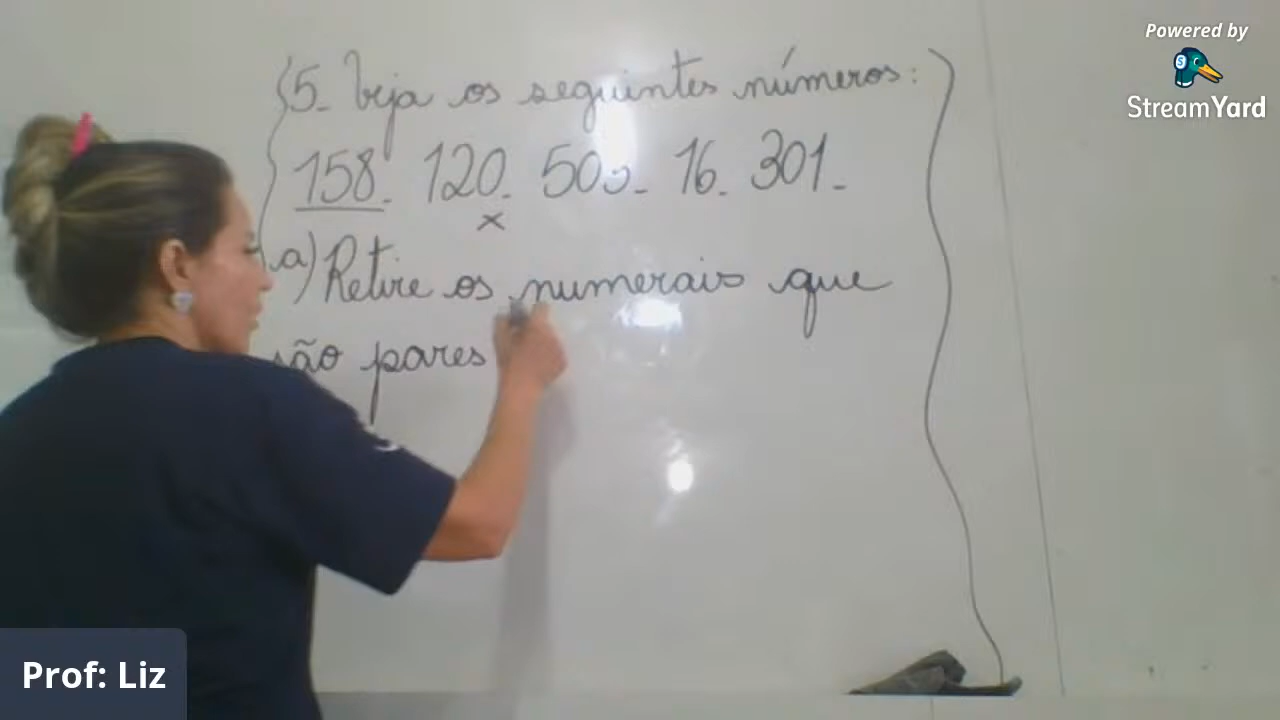 Powered by
StreamYard
5. Veja os seguintes números:
158. 120. 505. 16. 301.
x
a) Retire os numerais que
são pares
Prof: Liz